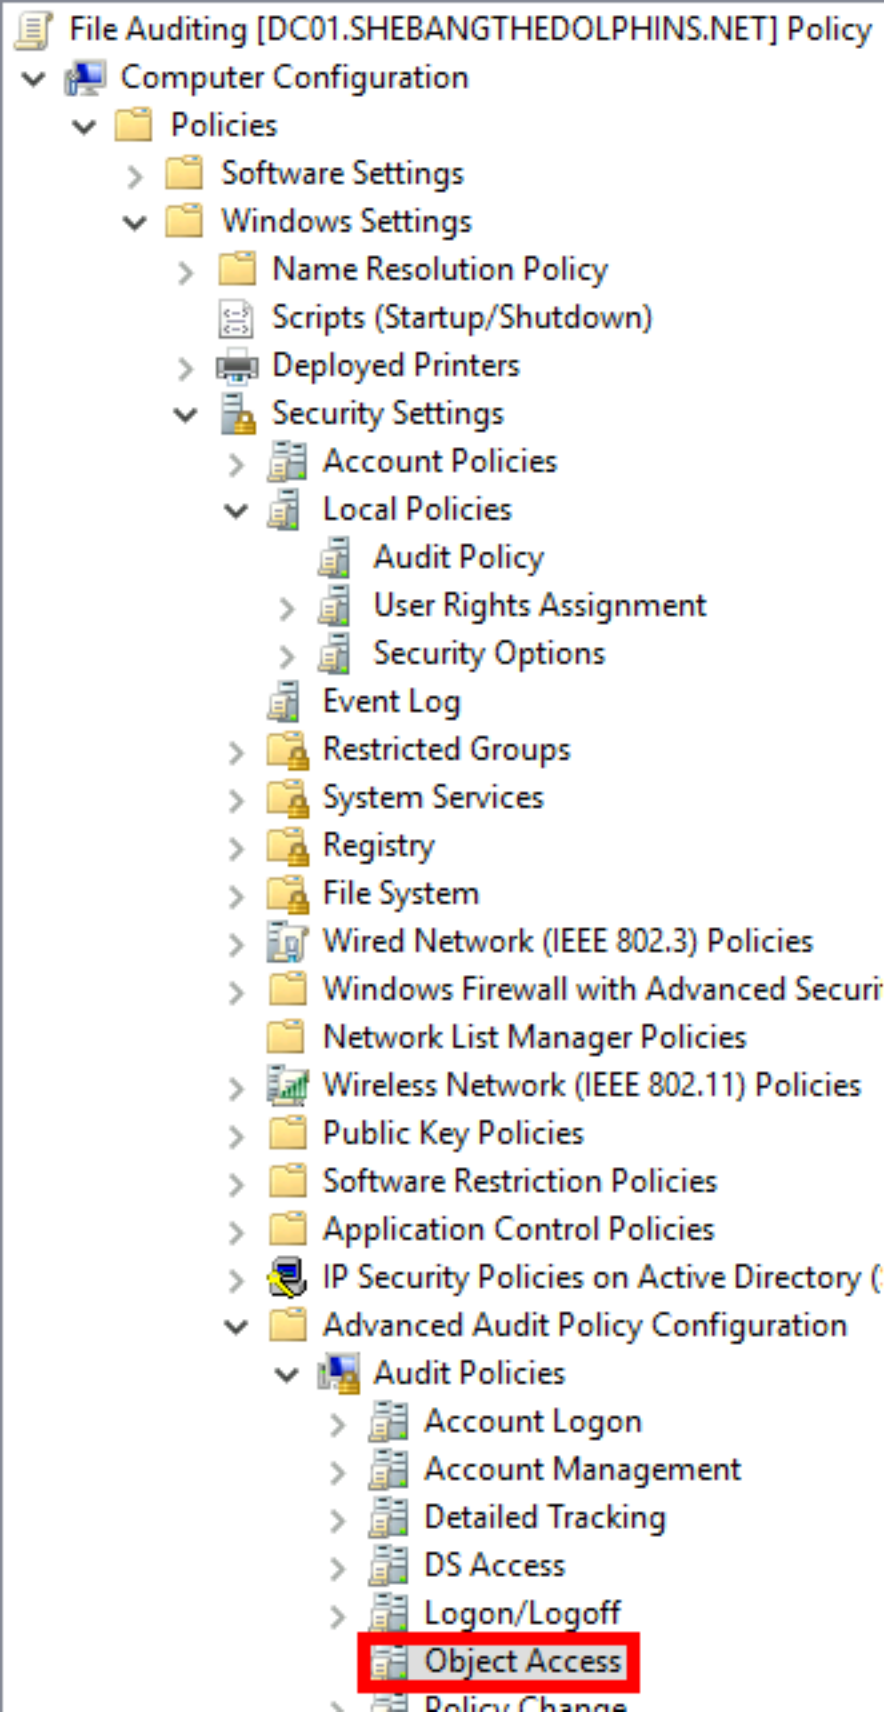 File Auditing [DC01.SHEBANGTHEDOLPHINS.NET] Policy
Computer Configuration
Policies
Software Settings
Windows Settings
Name Resolution Policy
Scripts (Startup/Shutdown)
Deployed Printers
Security Settings
Account Policies
Local Policies
Audit Policy
User Rights Assignment
Security Options
Event Log
Restricted Groups
System Services
Registry
File System
Wired Network (IEEE 802.3) Policies
Windows Firewall with Advanced Securi
Network List Manager Policies
Wireless Network (IEEE 802.11) Policies
Public Key Policies
Software Restriction Policies
Application Control Policies
IP Security Policies on Active Directory (
Advanced Audit Policy Configuration
Audit Policies
Account Logon
Account Management
Detailed Tracking
DS Access
Logon/Logoff
Object Access
Policy Change